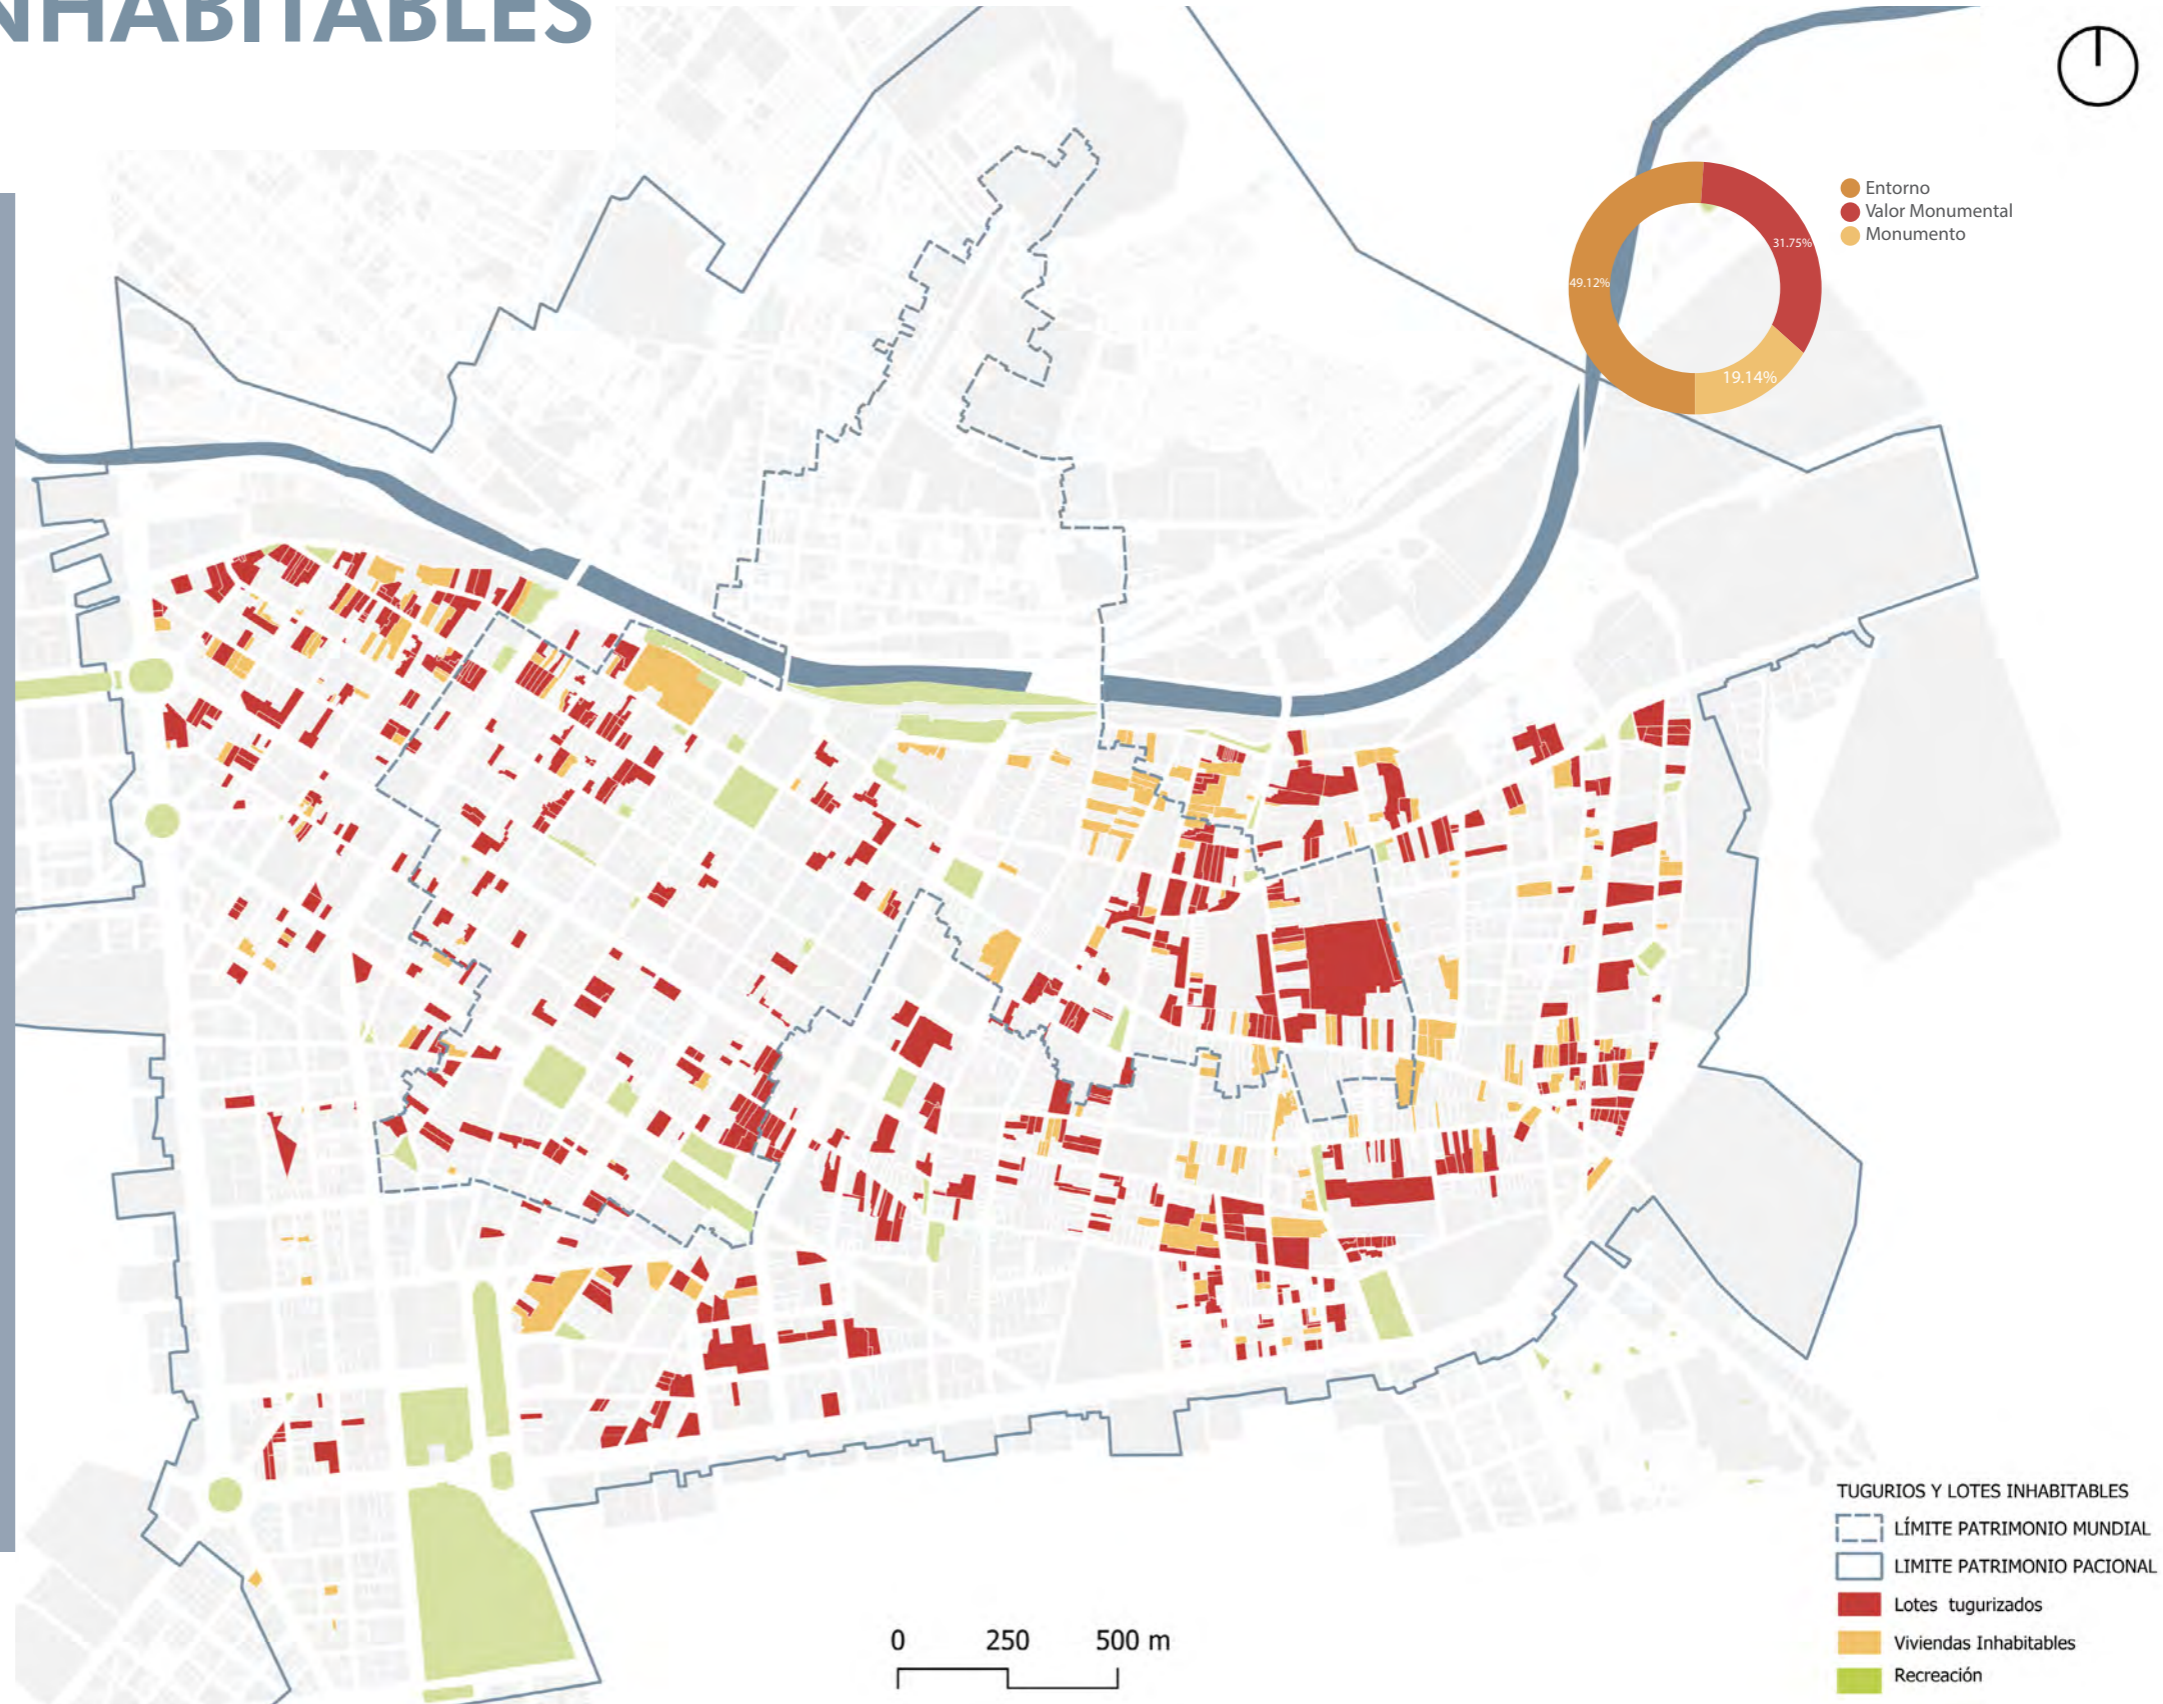 NHABITABLES
Entorno
Valor Monumental
Monumento
31.75%
49.12%
19.14%
TUGURIOS Y LOTES INHABITABLES
LÍMITE PATRIMONIO MUNDIAL
LIMITE PATRIMONIO PACIONAL
Lotes tugurizados
Viviendas Inhabitables
Recreación
0 250 500 m